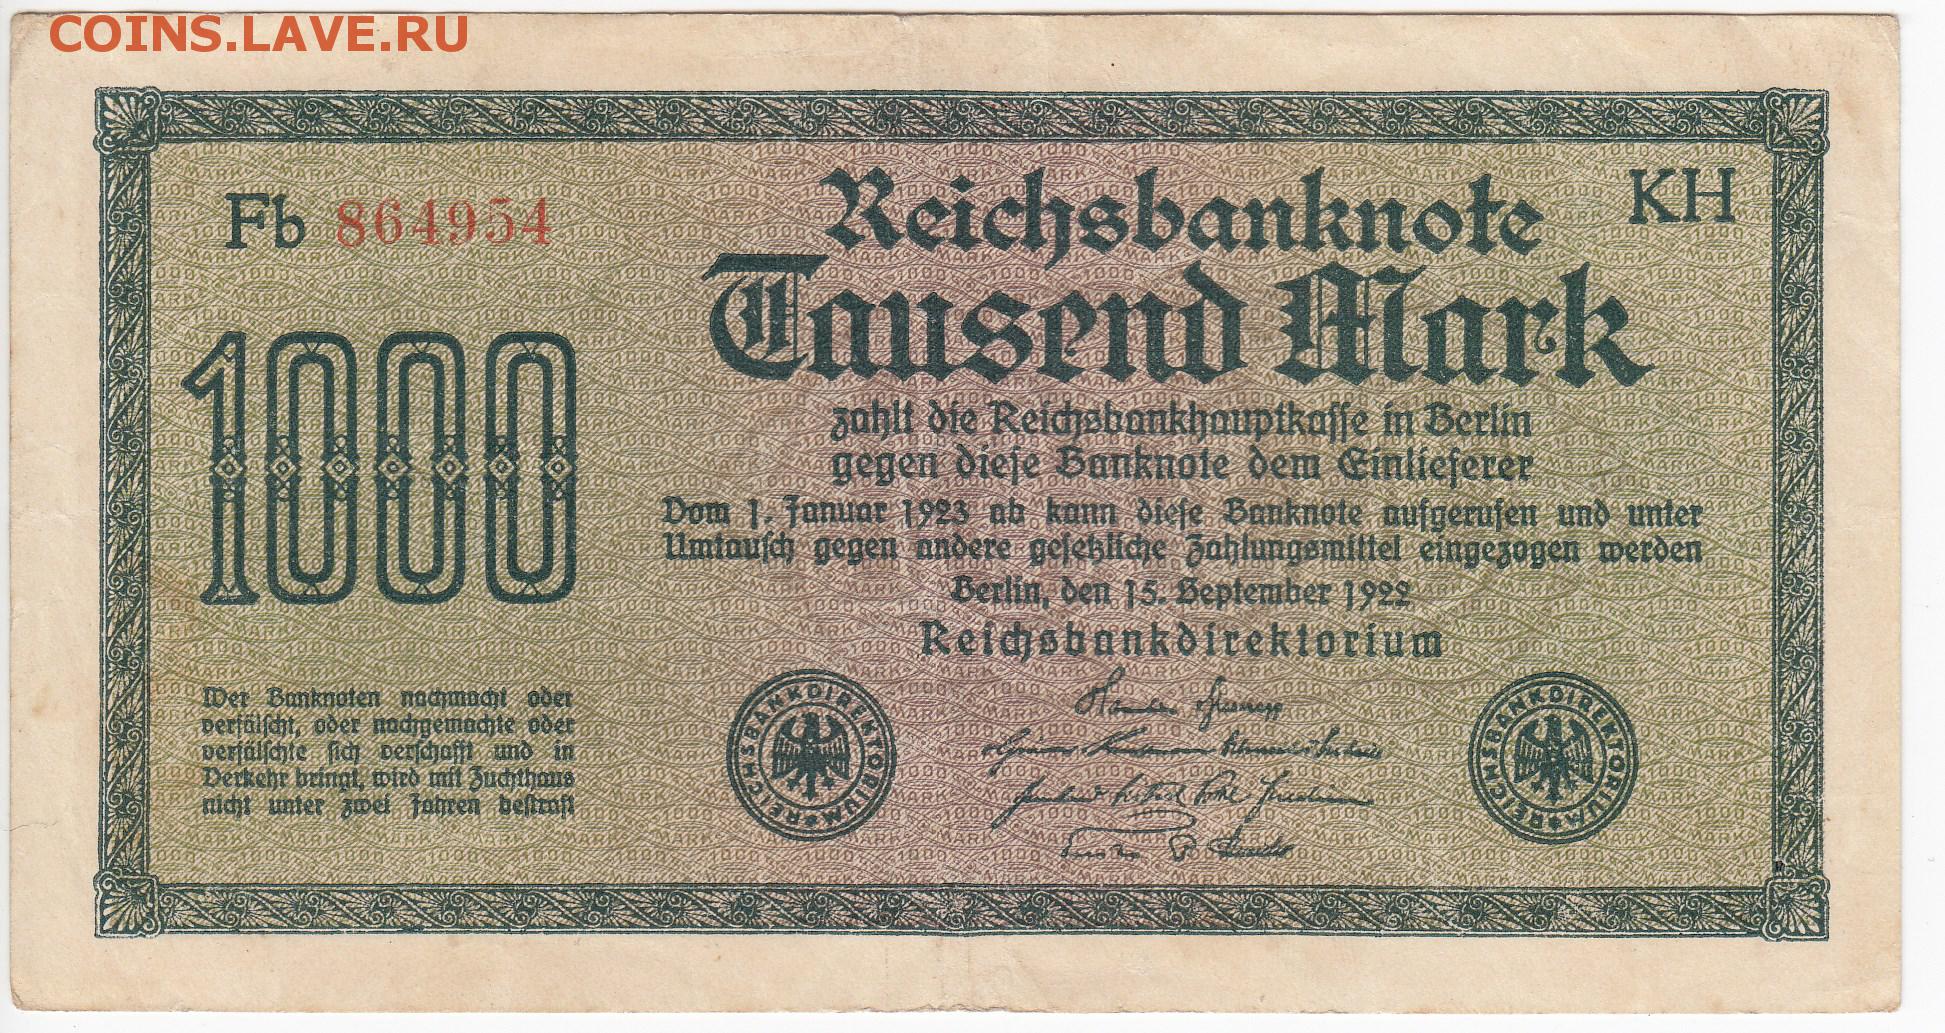 COINS.LAVE.RU
Fb 864954
KH
Reichsbanknote
Tausend Mark
1000
zahlt die Reichsbankhauptkasse in Berlin
gegen diese Banknote dem Einlieferer
Vom 1. Januar 1923 ab kann diese Banknote aufgerufen und unter
Umtausch gegen andere gesetzliche Zahlungsmittel eingezogen werden
Berlin, den 15. September 1922
Reichsbankdirektorium
Wer Banknoten nachmacht oder
verfälscht, oder nachgemachte oder
verfälschte sich verschafft und in
Verkehr bringt, wird mit Zuchthaus
nicht unter zwei Jahren bestraft
REICHSBANKDIREKTORIUM
REICHSBANKDIREKTORIUM